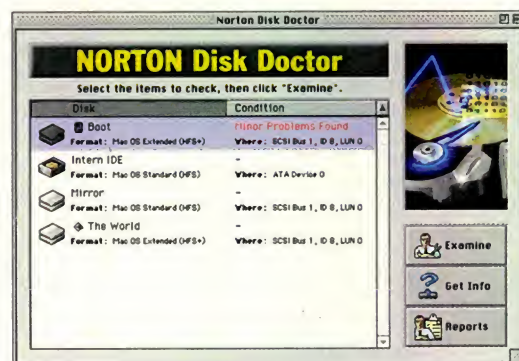 Norton Disk Doctor
NORTON Disk Doctor
Select the items to check, then click "Examine".
Disk Condition
Boot Minor Problems Found
Format: Mac OS Extended (HFS+) Where: SCSI Bus 1, ID 8, LUN 0
Intern IDE -
Format: Mac OS Standard (HFS) Where: ATA Device 0
Mirror -
Format: Mac OS Standard (HFS) Where: SCSI Bus 1, ID 8, LUN 0
The World -
Format: Mac OS Extended (HFS+) Where: SCSI Bus 1, ID 8, LUN 0
Examine
Get Info
Reports